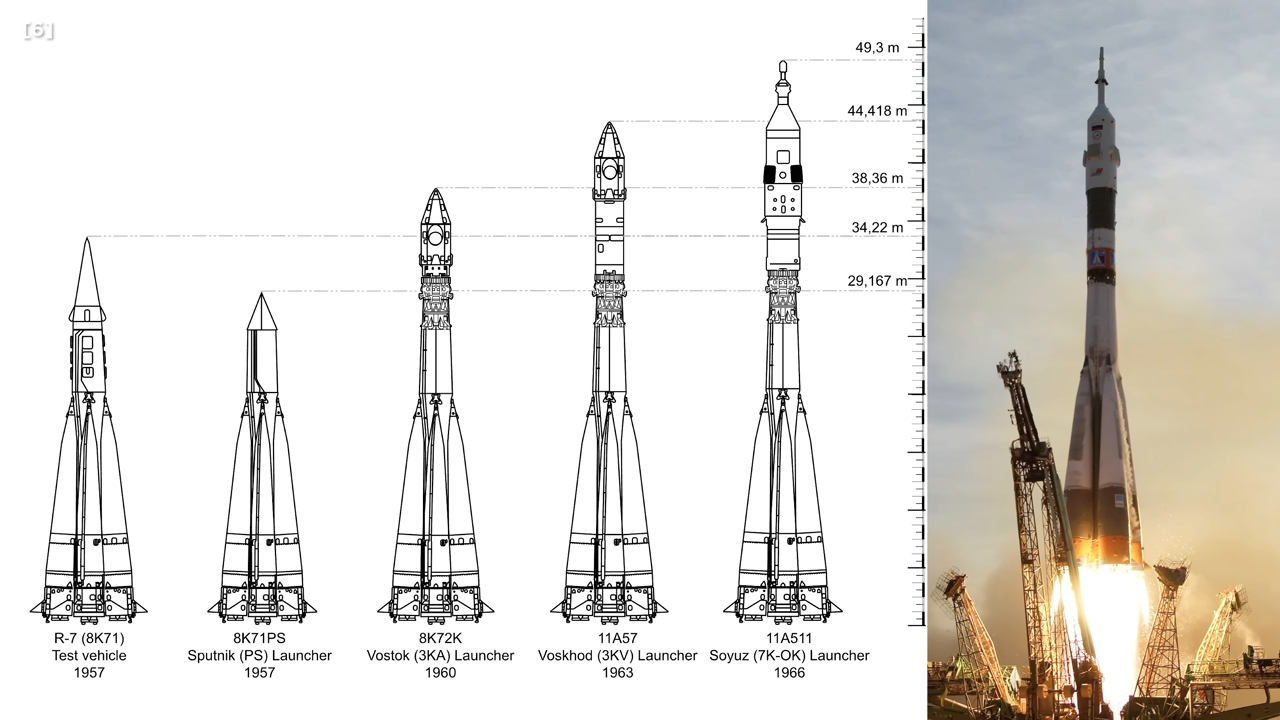 [6]
49,3 m
44,418 m
38,36 m
34,22 m
29,167 m
R-7 (8K71)
Test vehicle
1957
8K71PS
Sputnik (PS) Launcher
1957
8K72K
Vostok (3KA) Launcher
1960
11A57
Voskhod (3KV) Launcher
1963
11A511
Soyuz (7K-OK) Launcher
1966